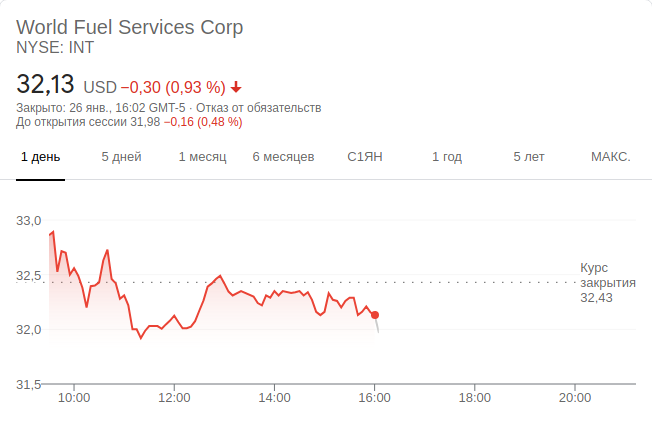 World Fuel Services Corp
NYSE: INT
32,13 USD −0,30 (0,93 %)
Закрыто: 26 янв., 16:02 GMT-5 · Отказ от обязательств
До открытия сессии 31,98 −0,16 (0,48 %)
1 день 5 дней 1 месяц 6 месяцев С1ЯН 1 год 5 лет МАКС.
33,0
32,5
32,0
31,5
Курс
закрытия
32,43
10:00 12:00 14:00 16:00 18:00 20:00